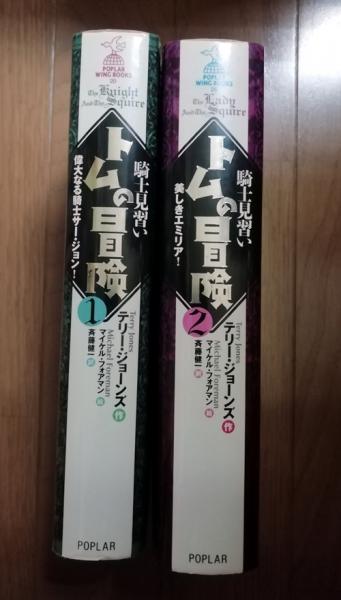 POPLAR
WING BOOKS
20
The Knight
And The Squire
騎士見習い
トムの冒険
偉大なる騎士サー・ジョン!
1
Terry Jones
テリー・ジョーンズ 作
Michael Foreman
マイケル・フォアマン 絵
斉藤健一 訳
POPLAR
POPLAR
WING BOOKS
The Lady
And The Squire
騎士見習い
トムの冒険
美しきエミリア!
2
Terry Jones
テリー・ジョーンズ 作
Michael Foreman
マイケル・フォアマン 絵
斉藤健一 訳
POPLAR